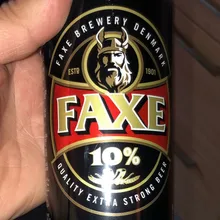 FAXE BREWERY DENMARK
ESTD 1901
FAXE
10%
QUALITY EXTRA STRONG BEER